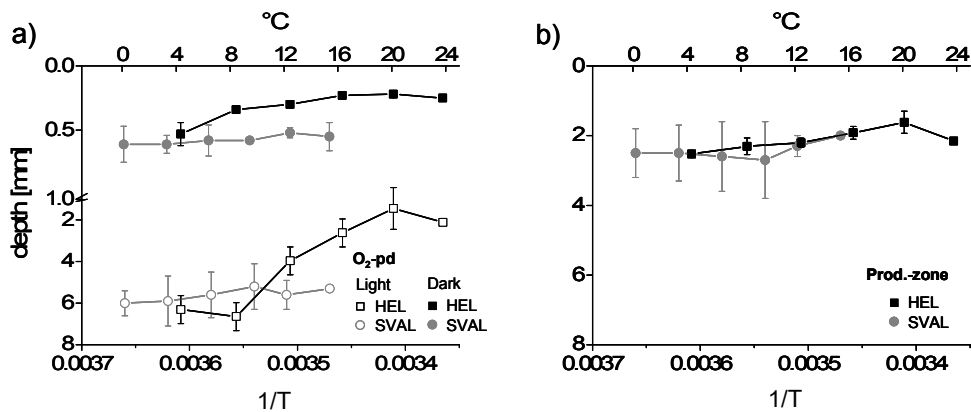 a)
°C
0 4 8 12 16 20 24
0.0
0.5
1.0
2
4
6
8
depth [mm]
O₂-pd
Light Dark
HEL HEL
SVAL SVAL
0.0037 0.0036 0.0035 0.0034
1/T
b)
°C
0 4 8 12 16 20 24
0
2
4
6
8
Prod.-zone
HEL
SVAL
0.0037 0.0036 0.0035 0.0034
1/T